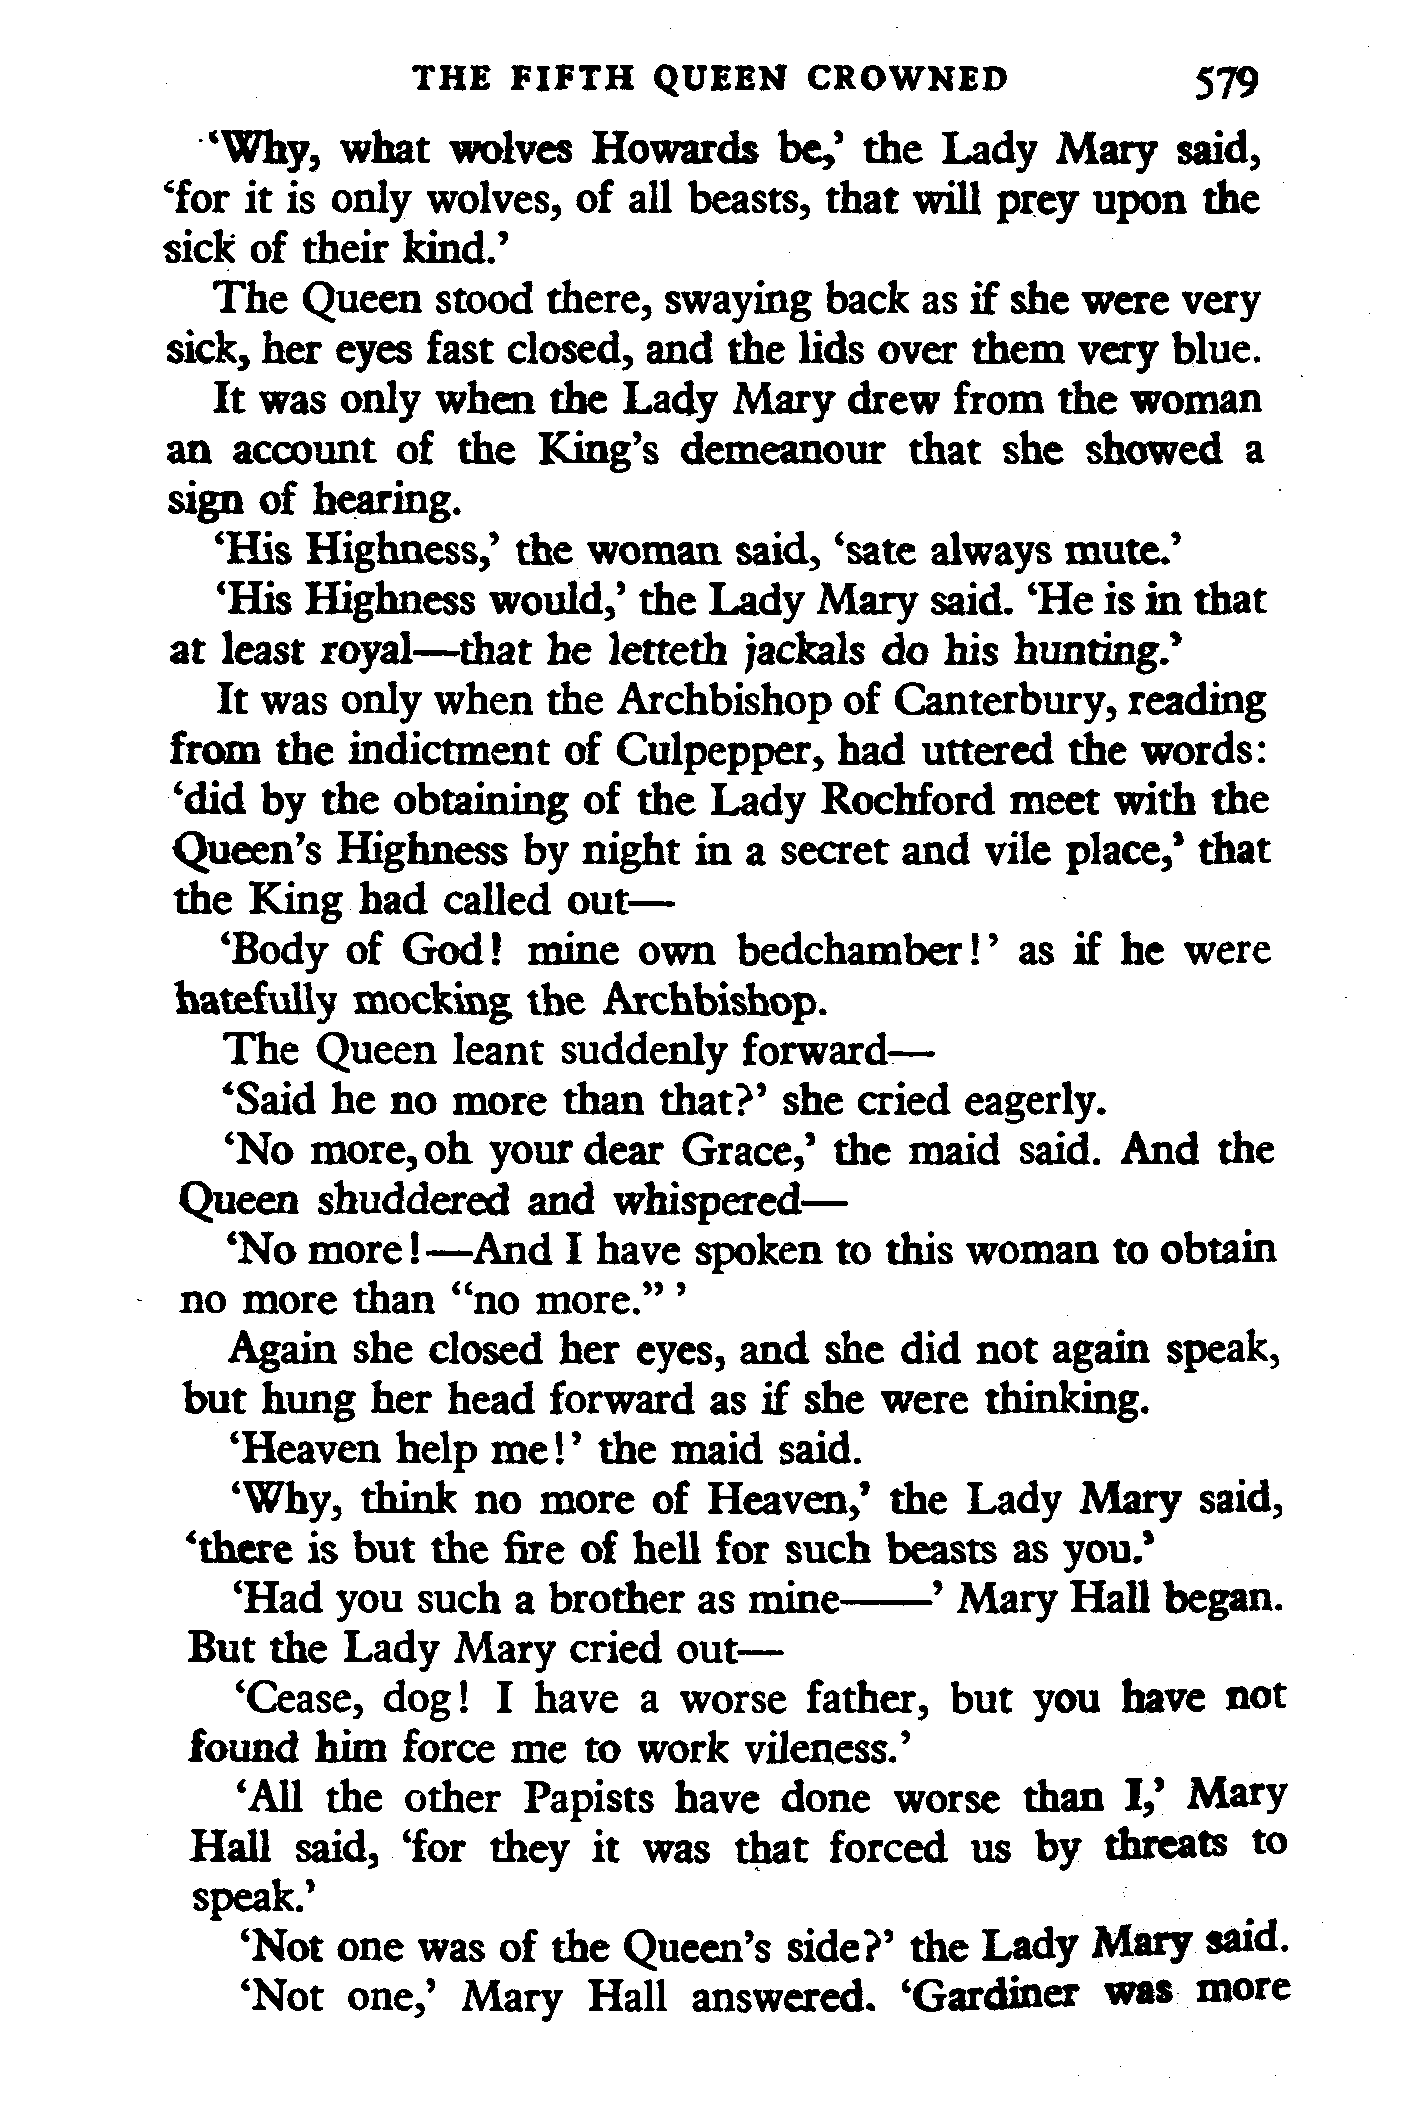 THE FIFTH QUEEN CROWNED 579
‘Why, what wolves Howards be,’ the Lady Mary said,
‘for it is only wolves, of all beasts, that will prey upon the
sick of their kind.’
The Queen stood there, swaying back as if she were very
sick, her eyes fast closed, and the lids over them very blue.
It was only when the Lady Mary drew from the woman
an account of the King’s demeanour that she showed a
sign of hearing.
‘His Highness,’ the woman said, ‘sate always mute.’
‘His Highness would,’ the Lady Mary said. ‘He is in that
at least royal—that he letteth jackals do his hunting.’
It was only when the Archbishop of Canterbury, reading
from the indictment of Culpepper, had uttered the words:
‘did by the obtaining of the Lady Rochford meet with the
Queen’s Highness by night in a secret and vile place,’ that
the King had called out—
‘Body of God! mine own bedchamber!’ as if he were
hatefully mocking the Archbishop.
The Queen leant suddenly forward—
‘Said he no more than that?’ she cried eagerly.
‘No more, oh your dear Grace,’ the maid said. And the
Queen shuddered and whispered—
‘No more!—And I have spoken to this woman to obtain
no more than “no more.” ’
Again she closed her eyes, and she did not again speak,
but hung her head forward as if she were thinking.
‘Heaven help me!’ the maid said.
‘Why, think no more of Heaven,’ the Lady Mary said,
‘there is but the fire of hell for such beasts as you.’
‘Had you such a brother as mine——’ Mary Hall began.
But the Lady Mary cried out—
‘Cease, dog! I have a worse father, but you have not
found him force me to work vileness.’
‘All the other Papists have done worse than I,’ Mary
Hall said, ‘for they it was that forced us by threats to
speak.’
‘Not one was of the Queen’s side?’ the Lady Mary said.
‘Not one,’ Mary Hall answered. ‘Gardiner was more